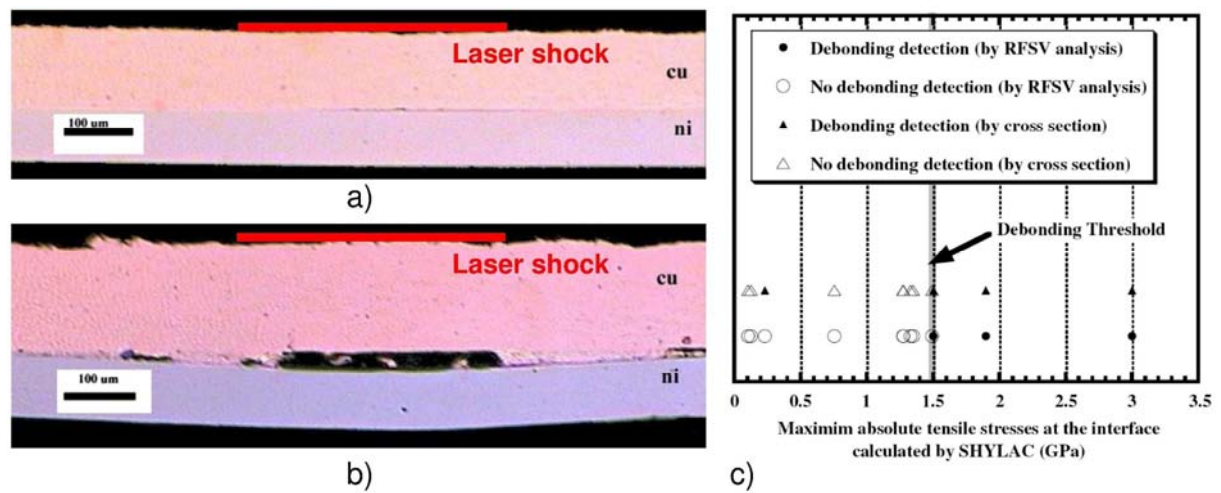 Laser shock
cu
100 um
ni
a)
Laser shock
cu
100 um
ni
b)
Debonding detection (by RFSV analysis)
No debonding detection (by RFSV analysis)
Debonding detection (by cross section)
No debonding detection (by cross section)
Debonding Threshold
0 0.5 1 1.5 2 2.5 3 3.5
Maximim absolute tensile stresses at the interface
calculated by SHYLAC (GPa)
c)